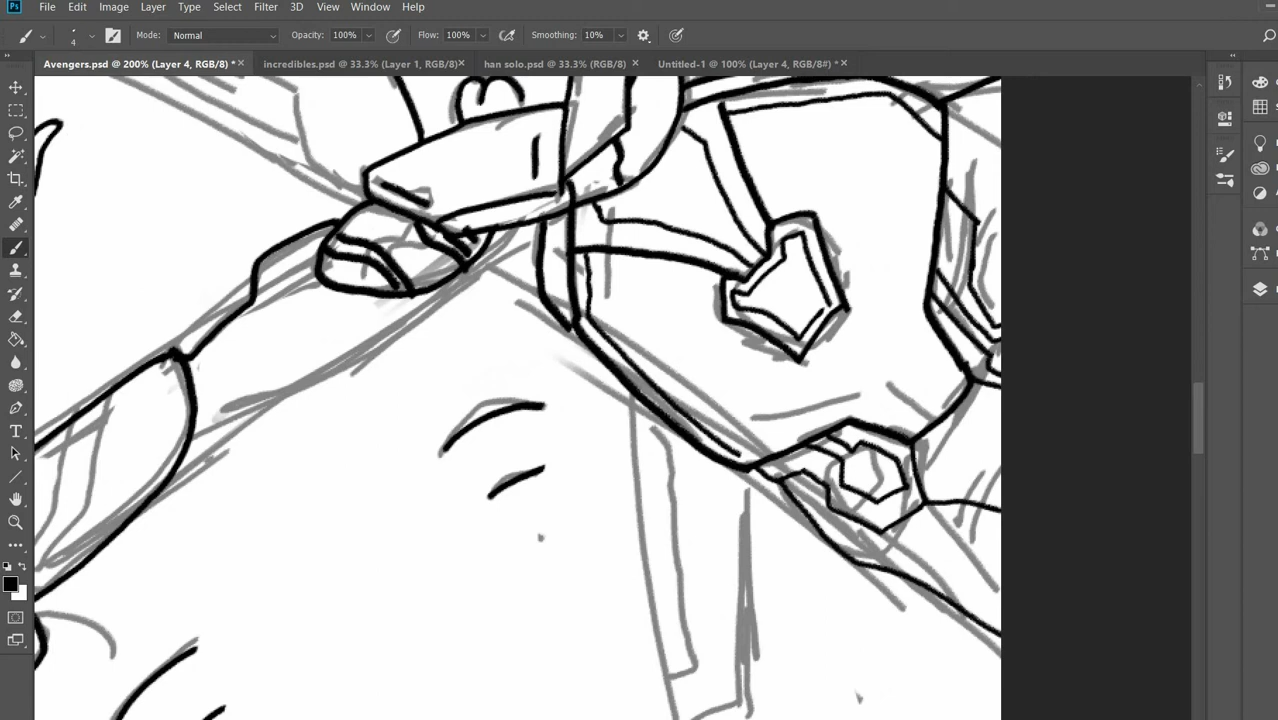 Ps File Edit Image Layer Type Select Filter 3D View Window Help
4 Mode: Normal Opacity: 100% Flow: 100% Smoothing: 10%
Avengers.psd @ 200% (Layer 4, RGB/8) * × incredibles.psd @ 33.3% (Layer 1, RGB/8) × han solo.psd @ 33.3% (RGB/8) × Untitled-1 @ 100% (Layer 4, RGB/8#) * ×